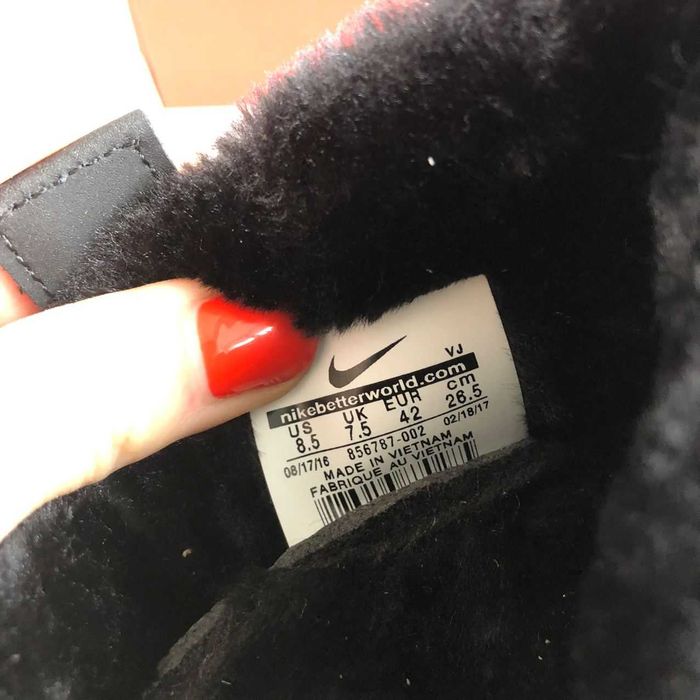 VJ
nikebetterworld.com
US UK EUR cm
8.5 7.5 42 26.5
08/17/16 856787-002 02/18/17
MADE IN VIETNAM
FABRIQUE AU VIETNAM